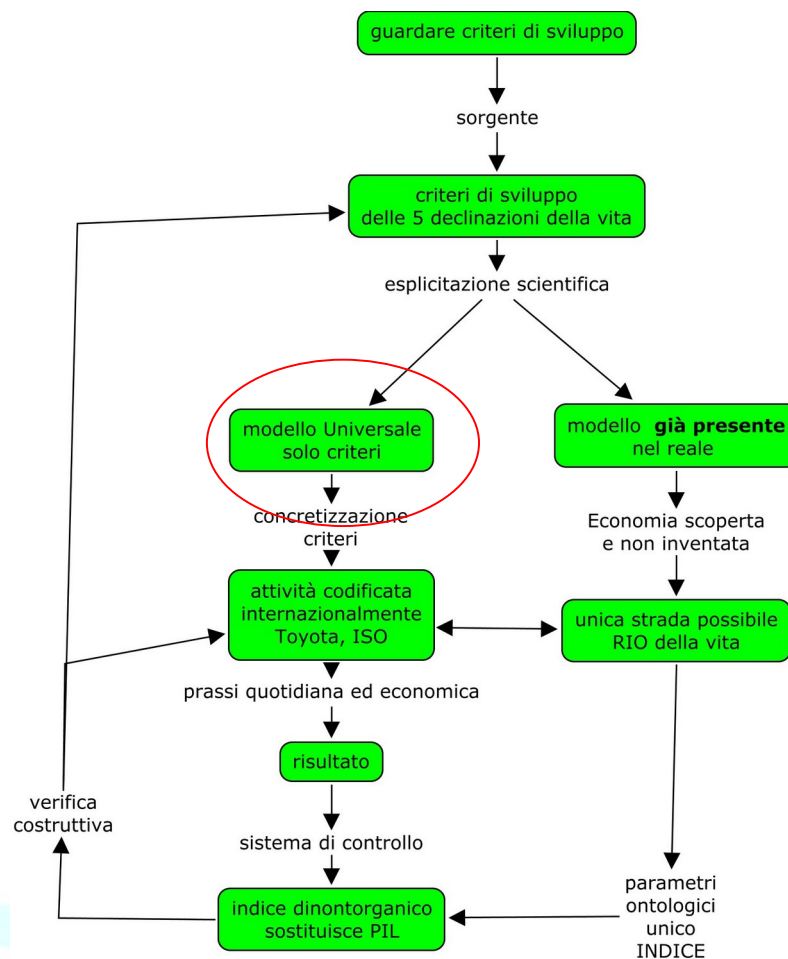 guardare criteri di sviluppo
sorgente
criteri di sviluppo
delle 5 declinazioni della vita
esplicitazione scientifica
modello Universale
solo criteri
modello già presente
nel reale
concretizzazione
criteri
Economia scoperta
e non inventata
attività codificata
internazionalmente
Toyota, ISO
unica strada possibile
RIO della vita
prassi quotidiana ed economica
risultato
verifica
costruttiva
sistema di controllo
parametri
ontologici
unico
INDICE
indice dinontorganico
sostituisce PIL